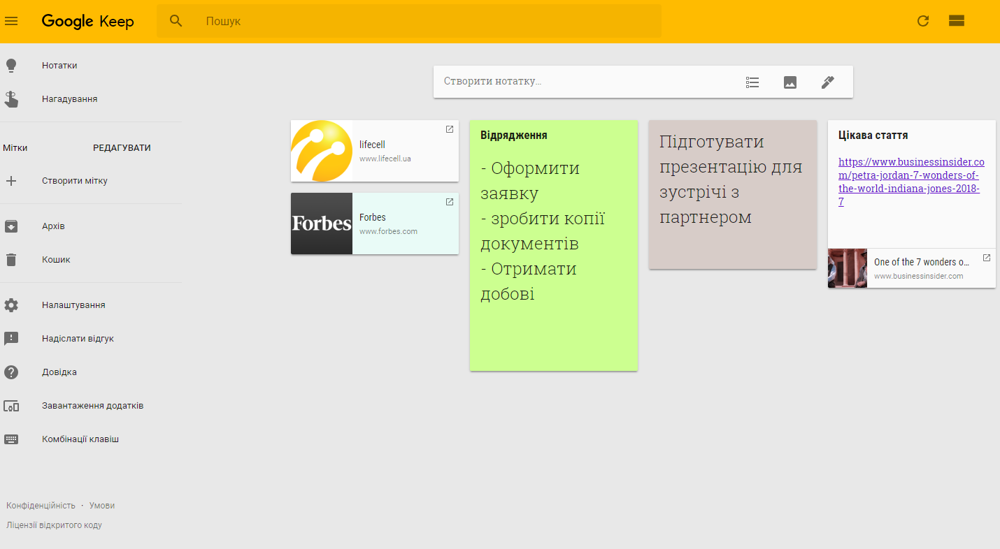 Google Keep
Пошук
Нотатки
Нагадування
Мітки
РЕДАГУВАТИ
Створити мітку
Архів
Кошик
Налаштування
Надіслати відгук
Довідка
Завантаження додатків
Комбінації клавіш
Конфіденційність · Умови
Ліцензії відкритого коду
Створити нотатку...
lifecell
www.lifecell.ua
Forbes
Forbes
www.forbes.com
Відрядження
- Оформити
заявку
- зробити копії
документів
- Отримати
добові
Підготувати
презентацію для
зустрічі з
партнером
Цікава стаття
https://www.businessinsider.co
m/petra-jordan-7-wonders-of-
the-world-indiana-jones-2018-
7
One of the 7 wonders o...
www.businessinsider.com